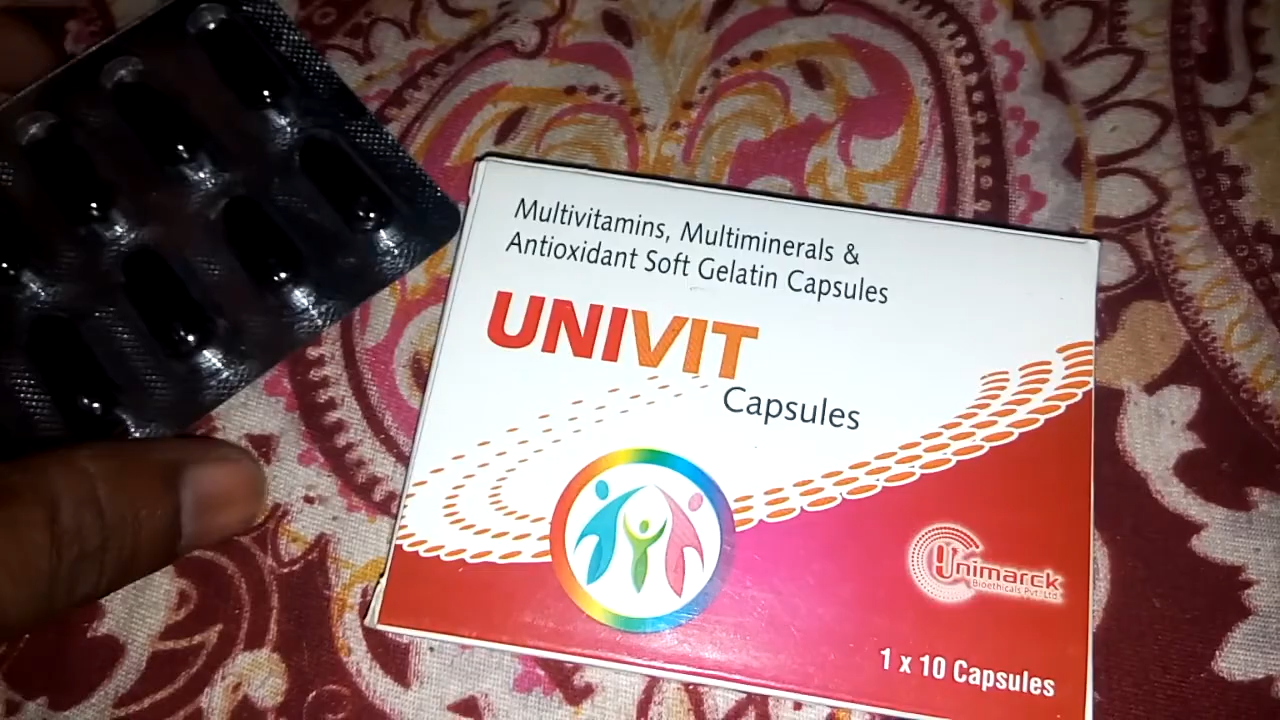 Multivitamins, Multiminerals &
Antioxidant Soft Gelatin Capsules
UNIVIT
Capsules
Unimarck
Bioethicals Pvt. Ltd.
1 x 10 Capsules